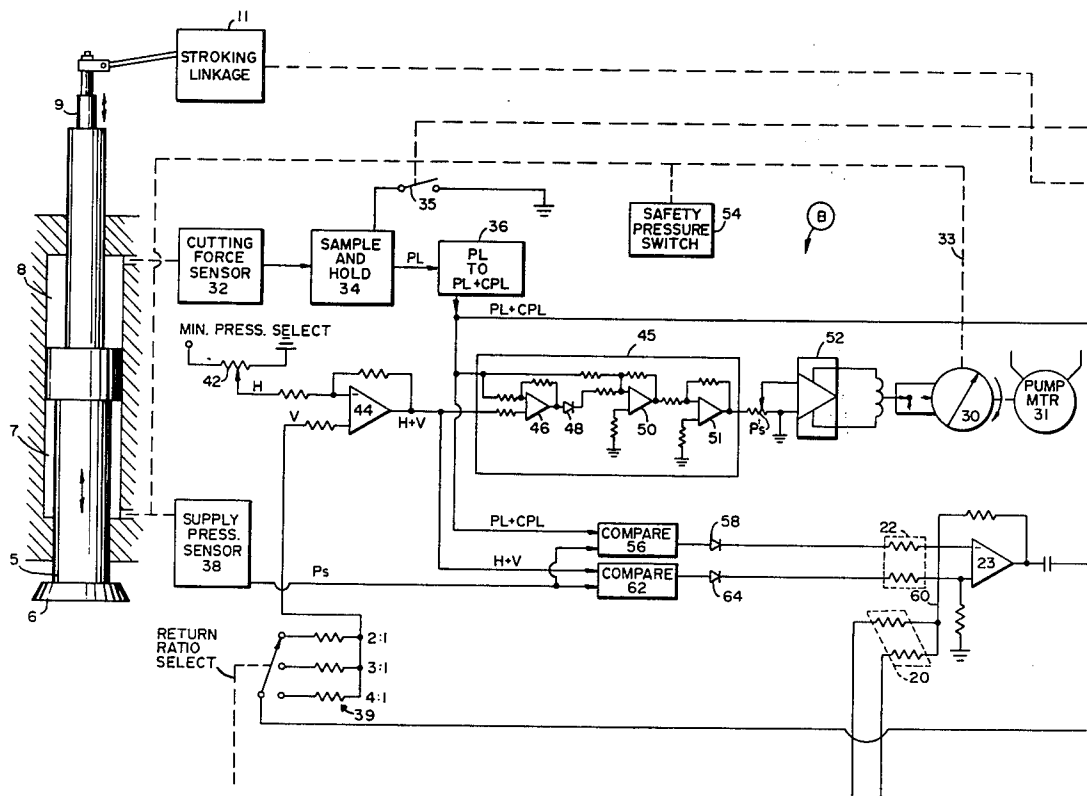 11
STROKING
LINKAGE
9
35
SAFETY
PRESSURE
SWITCH
54
B
33
8
CUTTING
FORCE
SENSOR
32
SAMPLE
AND
HOLD
34
PL
36
PL
TO
PL+CPL
PL+CPL
MIN. PRESS. SELECT
42
H
V
44
H+V
45
46
48
50
51
P's
52
30
PUMP
MTR
31
7
5
6
SUPPLY
PRESS.
SENSOR
38
Ps
PL+CPL
H+V
COMPARE
56
58
COMPARE
62
64
22
23
60
20
RETURN
RATIO
SELECT
2:1
3:1
4:1
39